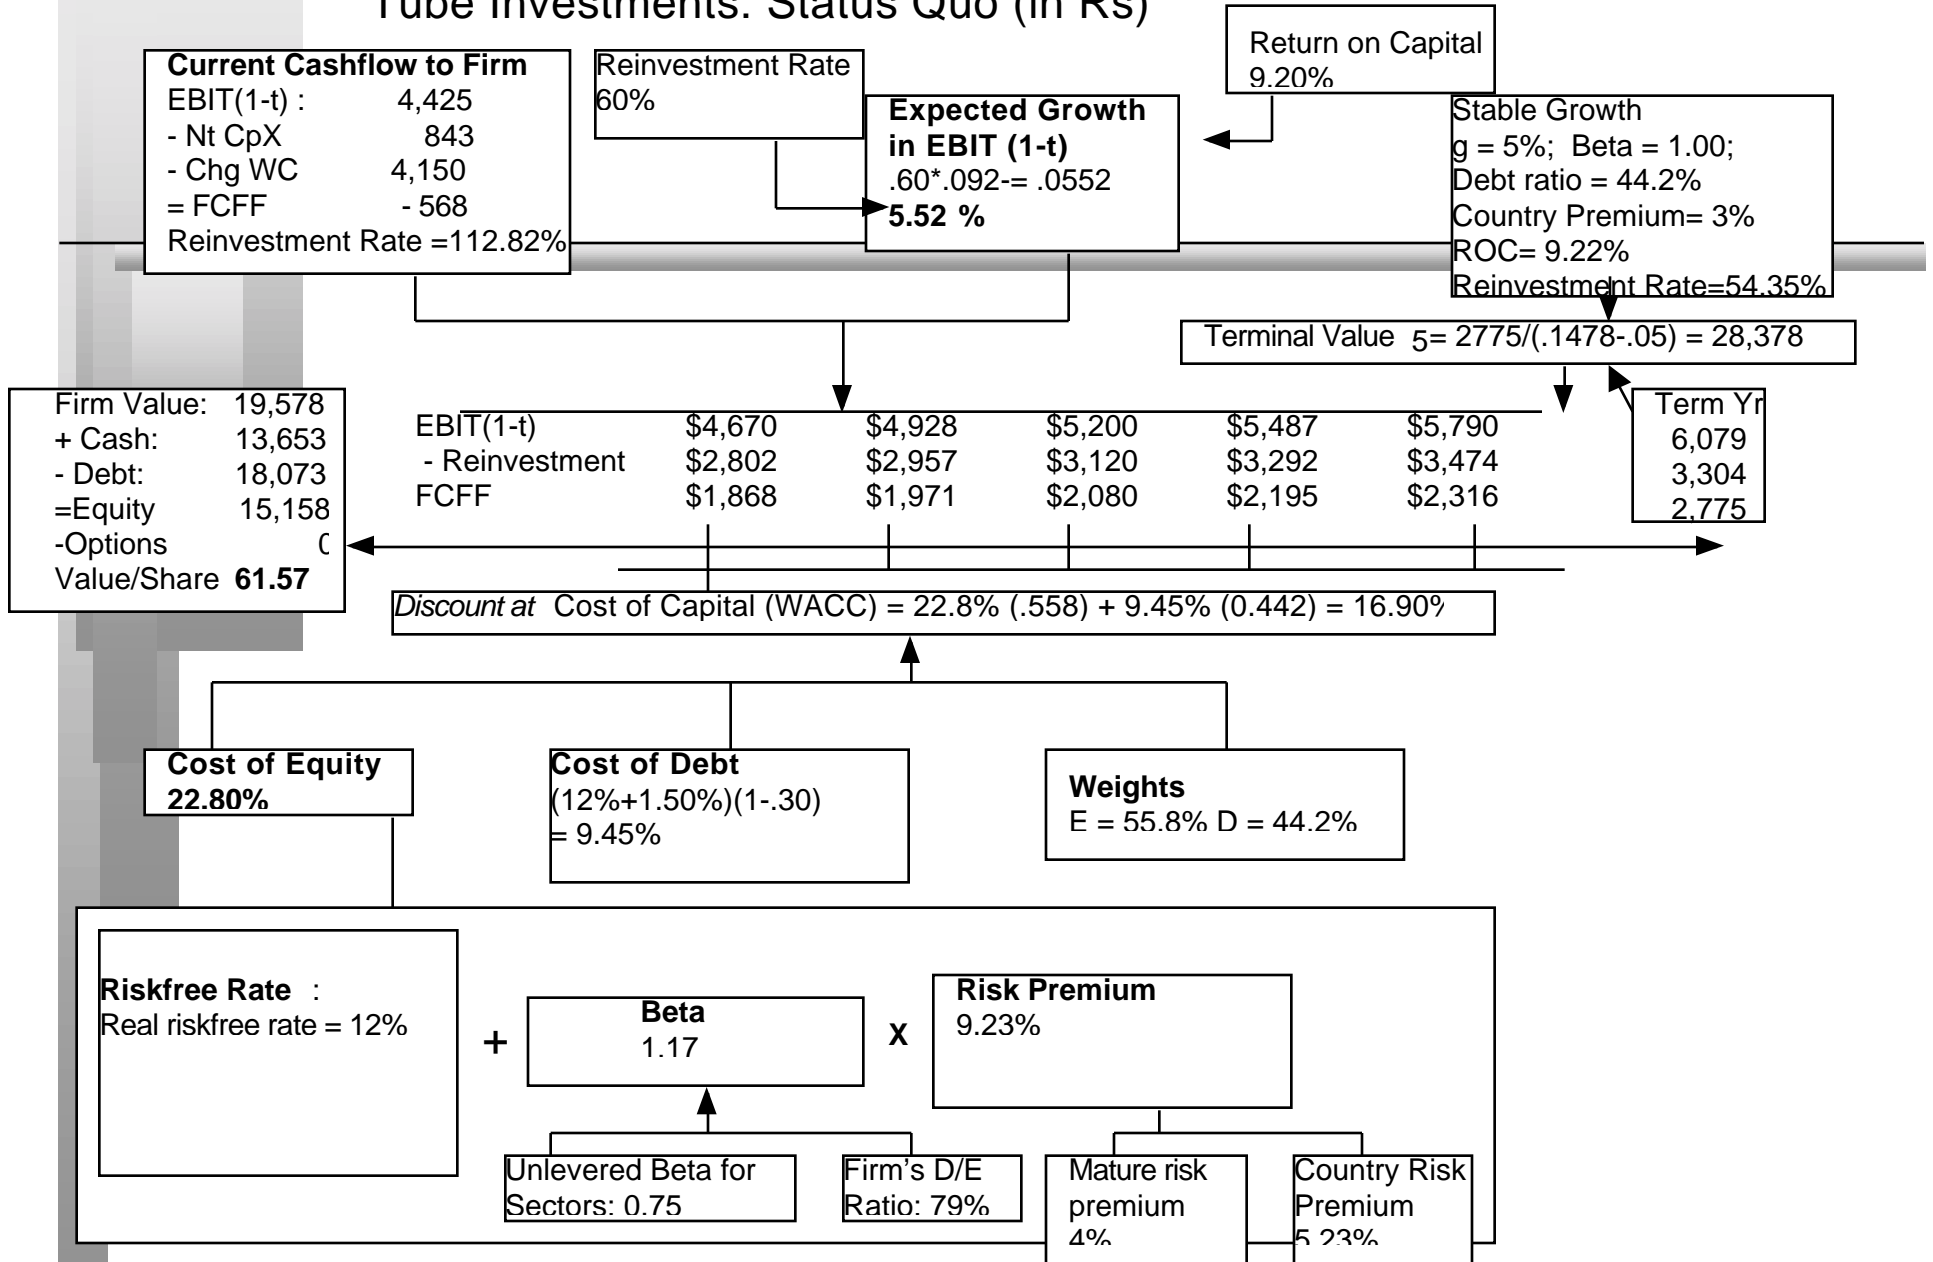 Tube Investments: Status Quo (in Rs)
Current Cashflow to Firm
EBIT(1-t) : 4,425
- Nt CpX 843
- Chg WC 4,150
= FCFF - 568
Reinvestment Rate =112.82%
Reinvestment Rate
60%
Expected Growth
in EBIT (1-t)
.60*.092-= .0552
5.52 %
Return on Capital
9.20%
Stable Growth
g = 5%; Beta = 1.00;
Debt ratio = 44.2%
Country Premium= 3%
ROC= 9.22%
Reinvestment Rate=54.35%
Terminal Value 5= 2775/(.1478-.05) = 28,378
Firm Value: 19,578
+ Cash: 13,653
- Debt: 18,073
=Equity 15,158
-Options 0
Value/Share 61.57
EBIT(1-t) $4,670 $4,928 $5,200 $5,487 $5,790
- Reinvestment $2,802 $2,957 $3,120 $3,292 $3,474
FCFF $1,868 $1,971 $2,080 $2,195 $2,316
Term Yr
6,079
3,304
2,775
Discount at Cost of Capital (WACC) = 22.8% (.558) + 9.45% (0.442) = 16.90%
Cost of Equity
22.80%
Cost of Debt
(12%+1.50%)(1-.30)
= 9.45%
Weights
E = 55.8% D = 44.2%
Riskfree Rate :
Real riskfree rate = 12%
+
Beta
1.17
X
Risk Premium
9.23%
Unlevered Beta for
Sectors: 0.75
Firm’s D/E
Ratio: 79%
Mature risk
premium
4%
Country Risk
Premium
5.23%